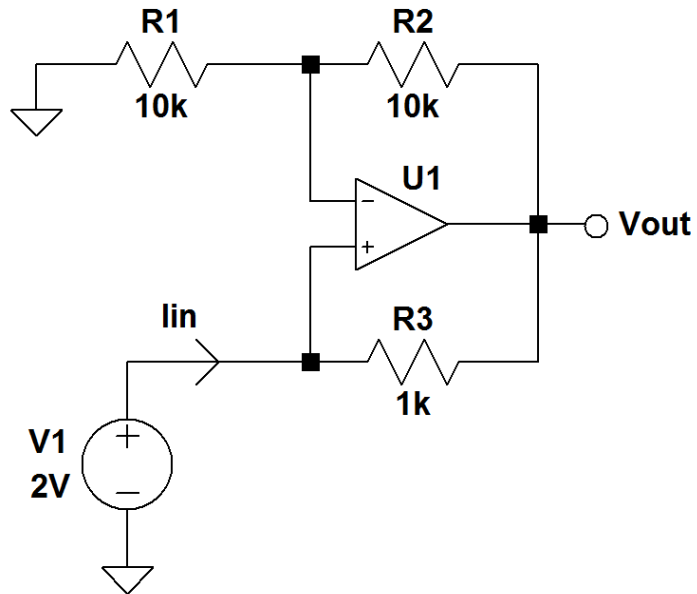 R1
R2
10k
10k
U1
−
+
Vout
Iin
R3
1k
V1
2V
+
−